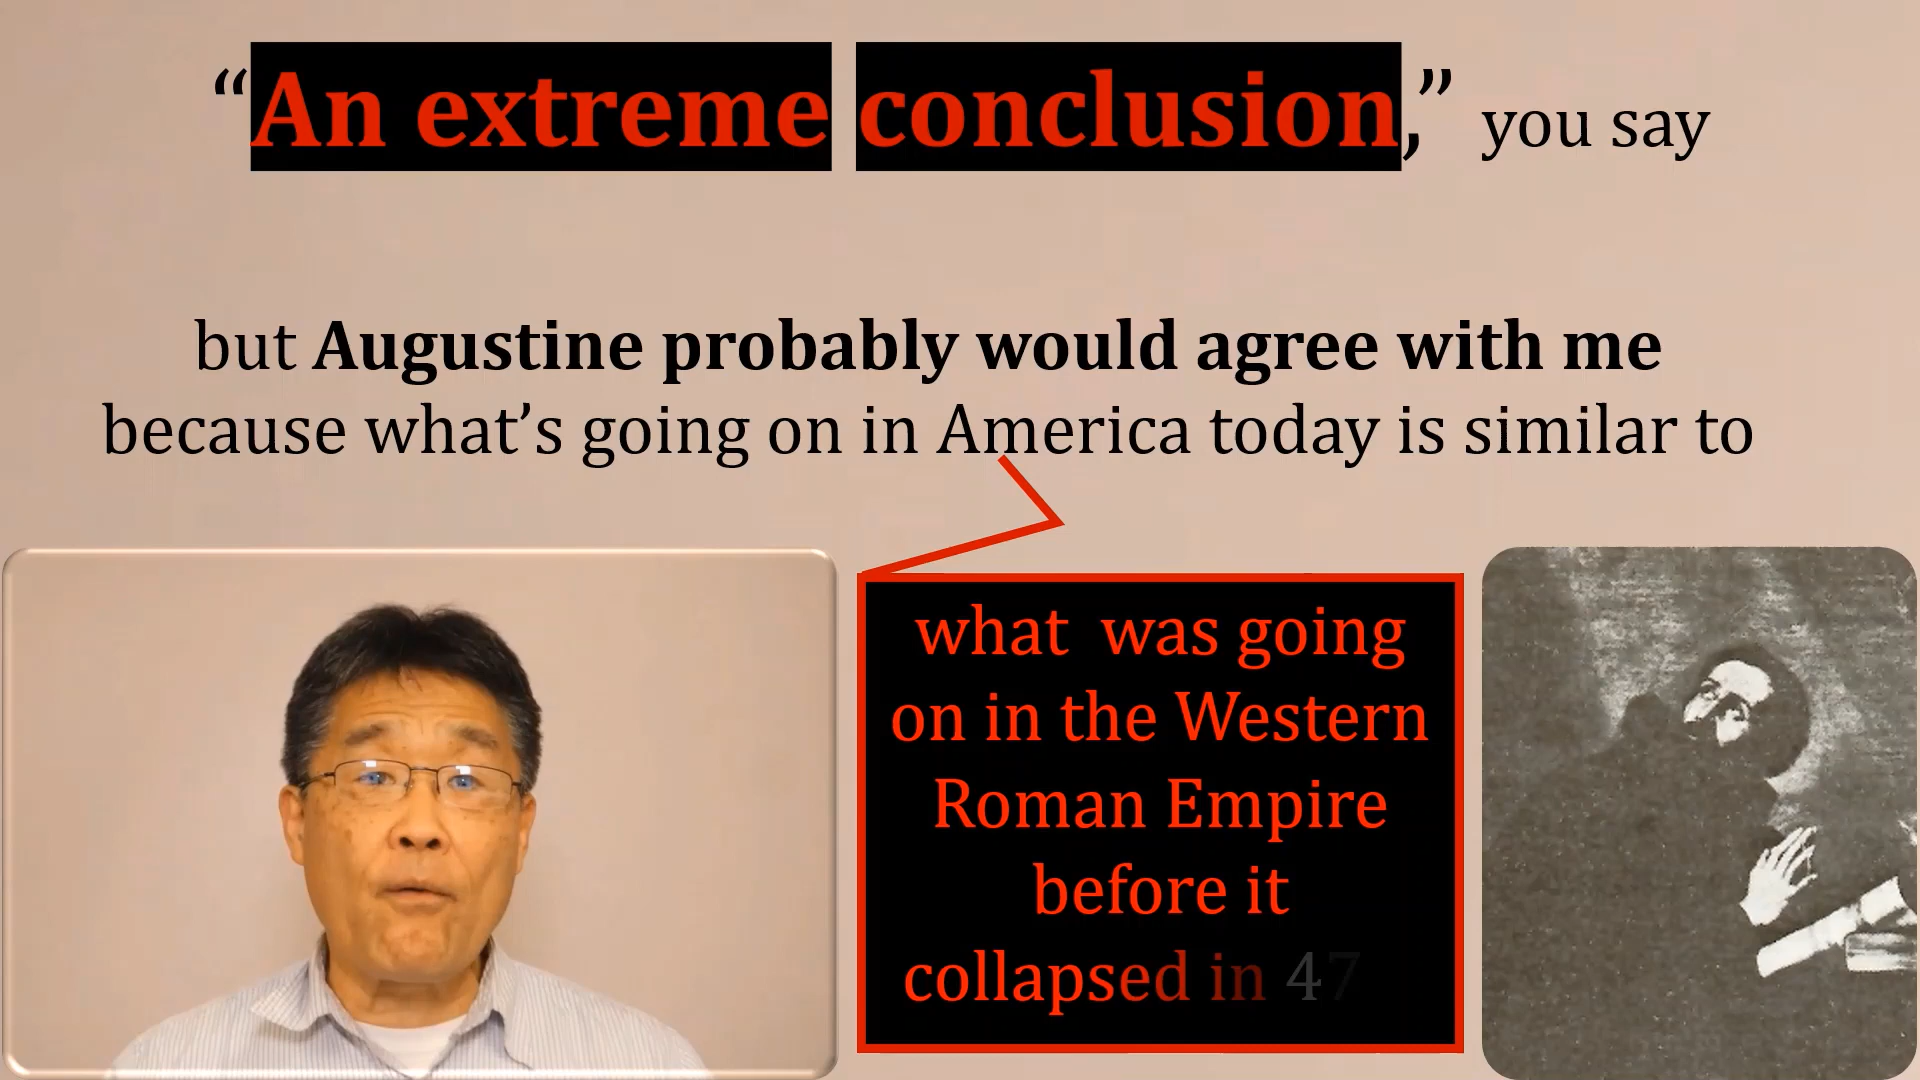 “An extreme conclusion,” you say
but Augustine probably would agree with me
because what’s going on in America today is similar to
what was going
on in the Western
Roman Empire
before it
collapsed in 47